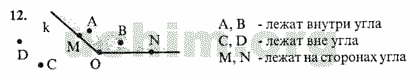 12.
k
A
B
M
N
O
D
C
A, B - лежат внутри угла
C, D - лежат вне угла
M, N - лежат на сторонах угла